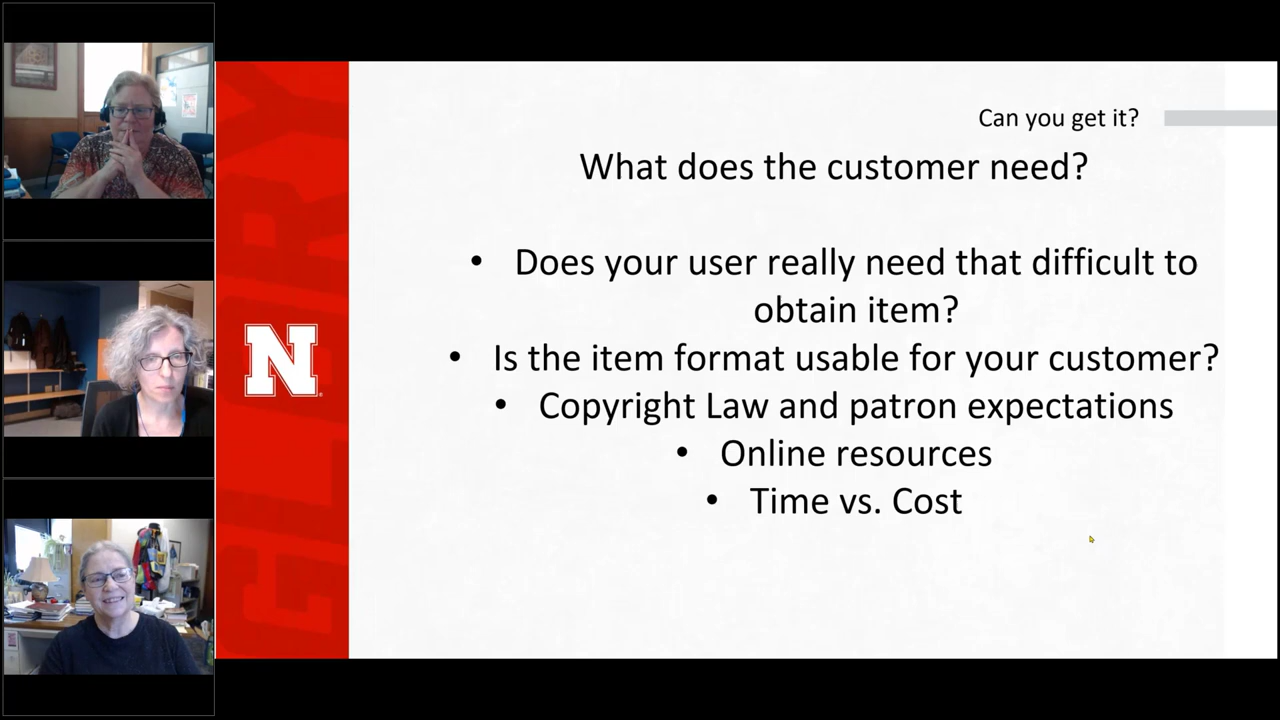 Can you get it?
What does the customer need?
• Does your user really need that difficult to
obtain item?
• Is the item format usable for your customer?
• Copyright Law and patron expectations
• Online resources
• Time vs. Cost
GLORY
N